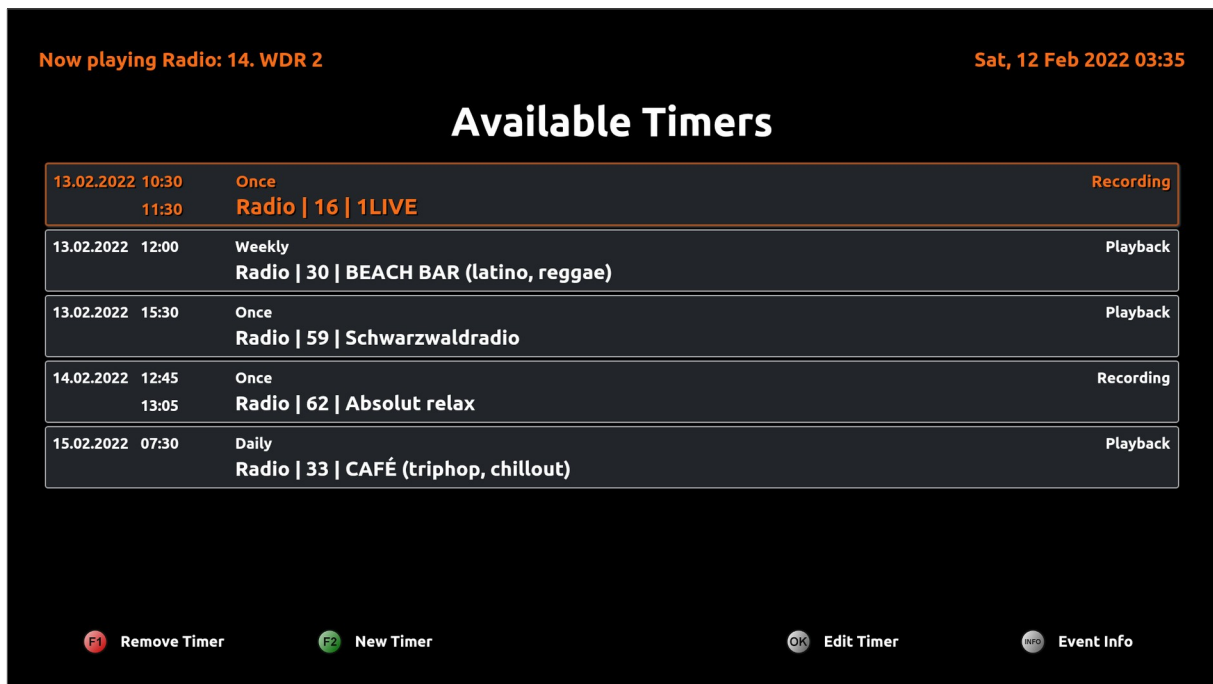 Now playing Radio: 14. WDR 2 Sat, 12 Feb 2022 03:35
Available Timers
13.02.2022 10:30 Once Recording
11:30 Radio | 16 | 1LIVE
13.02.2022 12:00 Weekly Playback
Radio | 30 | BEACH BAR (latino, reggae)
13.02.2022 15:30 Once Playback
Radio | 59 | Schwarzwaldradio
14.02.2022 12:45 Once Recording
13:05 Radio | 62 | Absolut relax
15.02.2022 07:30 Daily Playback
Radio | 33 | CAFÉ (triphop, chillout)
F1 Remove Timer F2 New Timer OK Edit Timer INFO Event Info